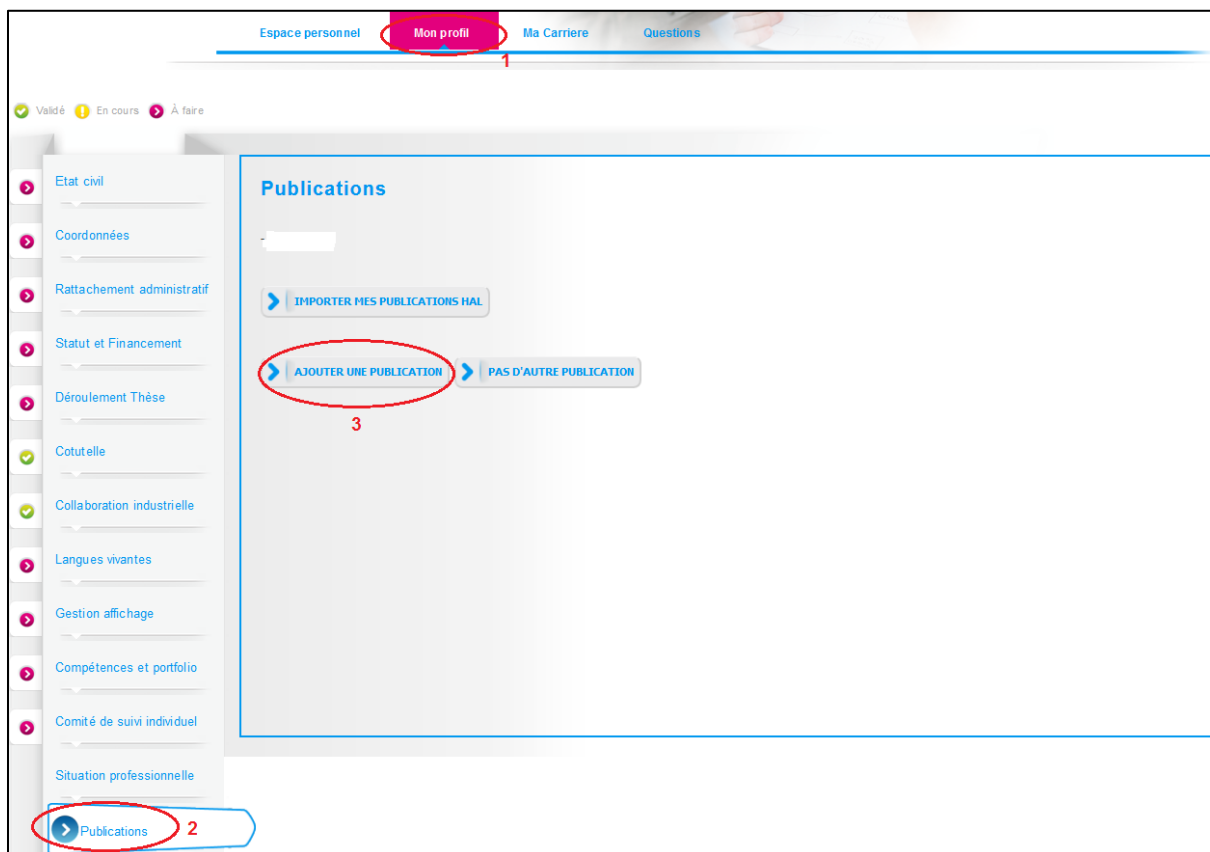 Espace personnel Mon profil Ma Carriere Questions
1
Validé En cours À faire
Etat civil
Publications
Coordonnées
-
Rattachement administratif
IMPORTER MES PUBLICATIONS HAL
Statut et Financement
AJOUTER UNE PUBLICATION PAS D'AUTRE PUBLICATION
Déroulement Thèse
3
Cotutelle
Collaboration industrielle
Langues vivantes
Gestion affichage
Compétences et portfolio
Comité de suivi individuel
Situation professionnelle
Publications 2